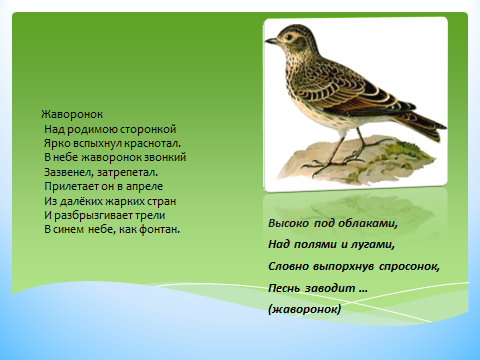 Жаворонок
Над родимою сторонкой
Ярко вспыхнул краснотал.
В небе жаворонок звонкий
Зазвенел, затрепетал.
Прилетает он в апреле
Из далёких жарких стран
И разбрызгивает трели
В синем небе, как фонтан.
Высоко под облаками,
Над полями и лугами,
Словно выпорхнув спросонок,
Песнь заводит ...
(жаворонок)